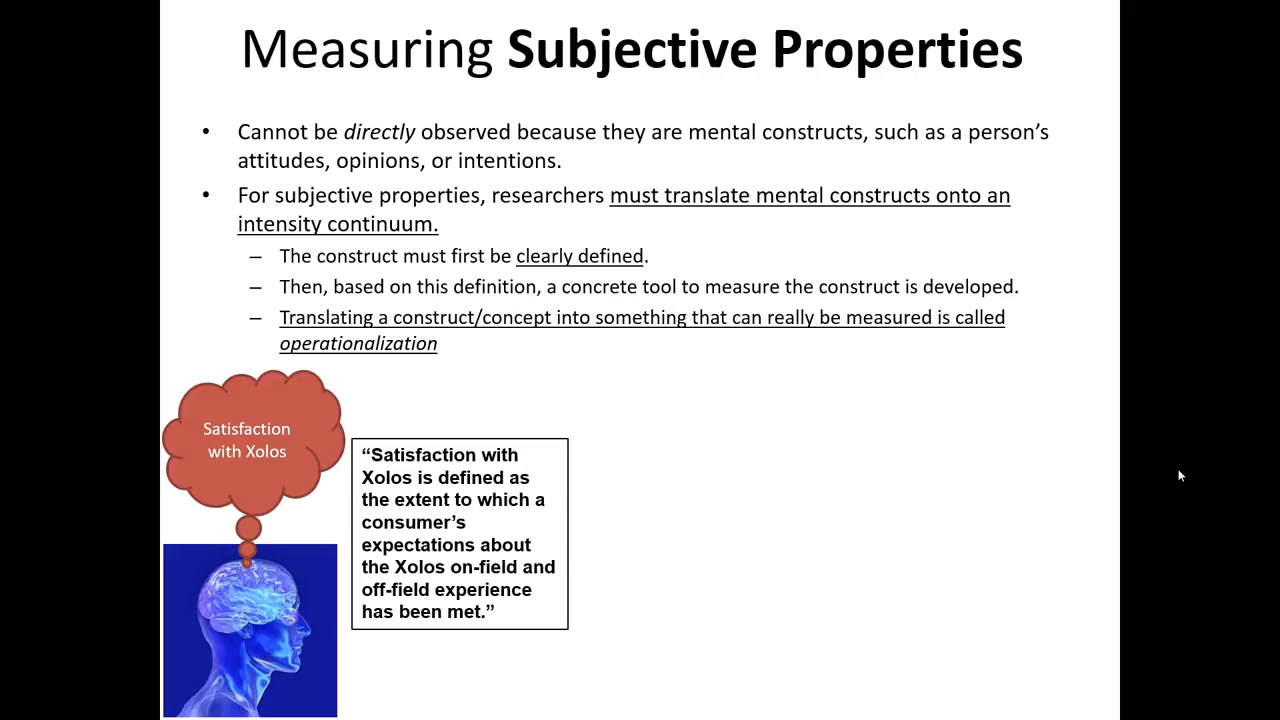 Measuring Subjective Properties
• Cannot be directly observed because they are mental constructs, such as a person’s
attitudes, opinions, or intentions.
• For subjective properties, researchers must translate mental constructs onto an
intensity continuum.
– The construct must first be clearly defined.
– Then, based on this definition, a concrete tool to measure the construct is developed.
– Translating a construct/concept into something that can really be measured is called
operationalization
Satisfaction
with Xolos
“Satisfaction with
Xolos is defined as
the extent to which a
consumer’s
expectations about
the Xolos on-field and
off-field experience
has been met.”